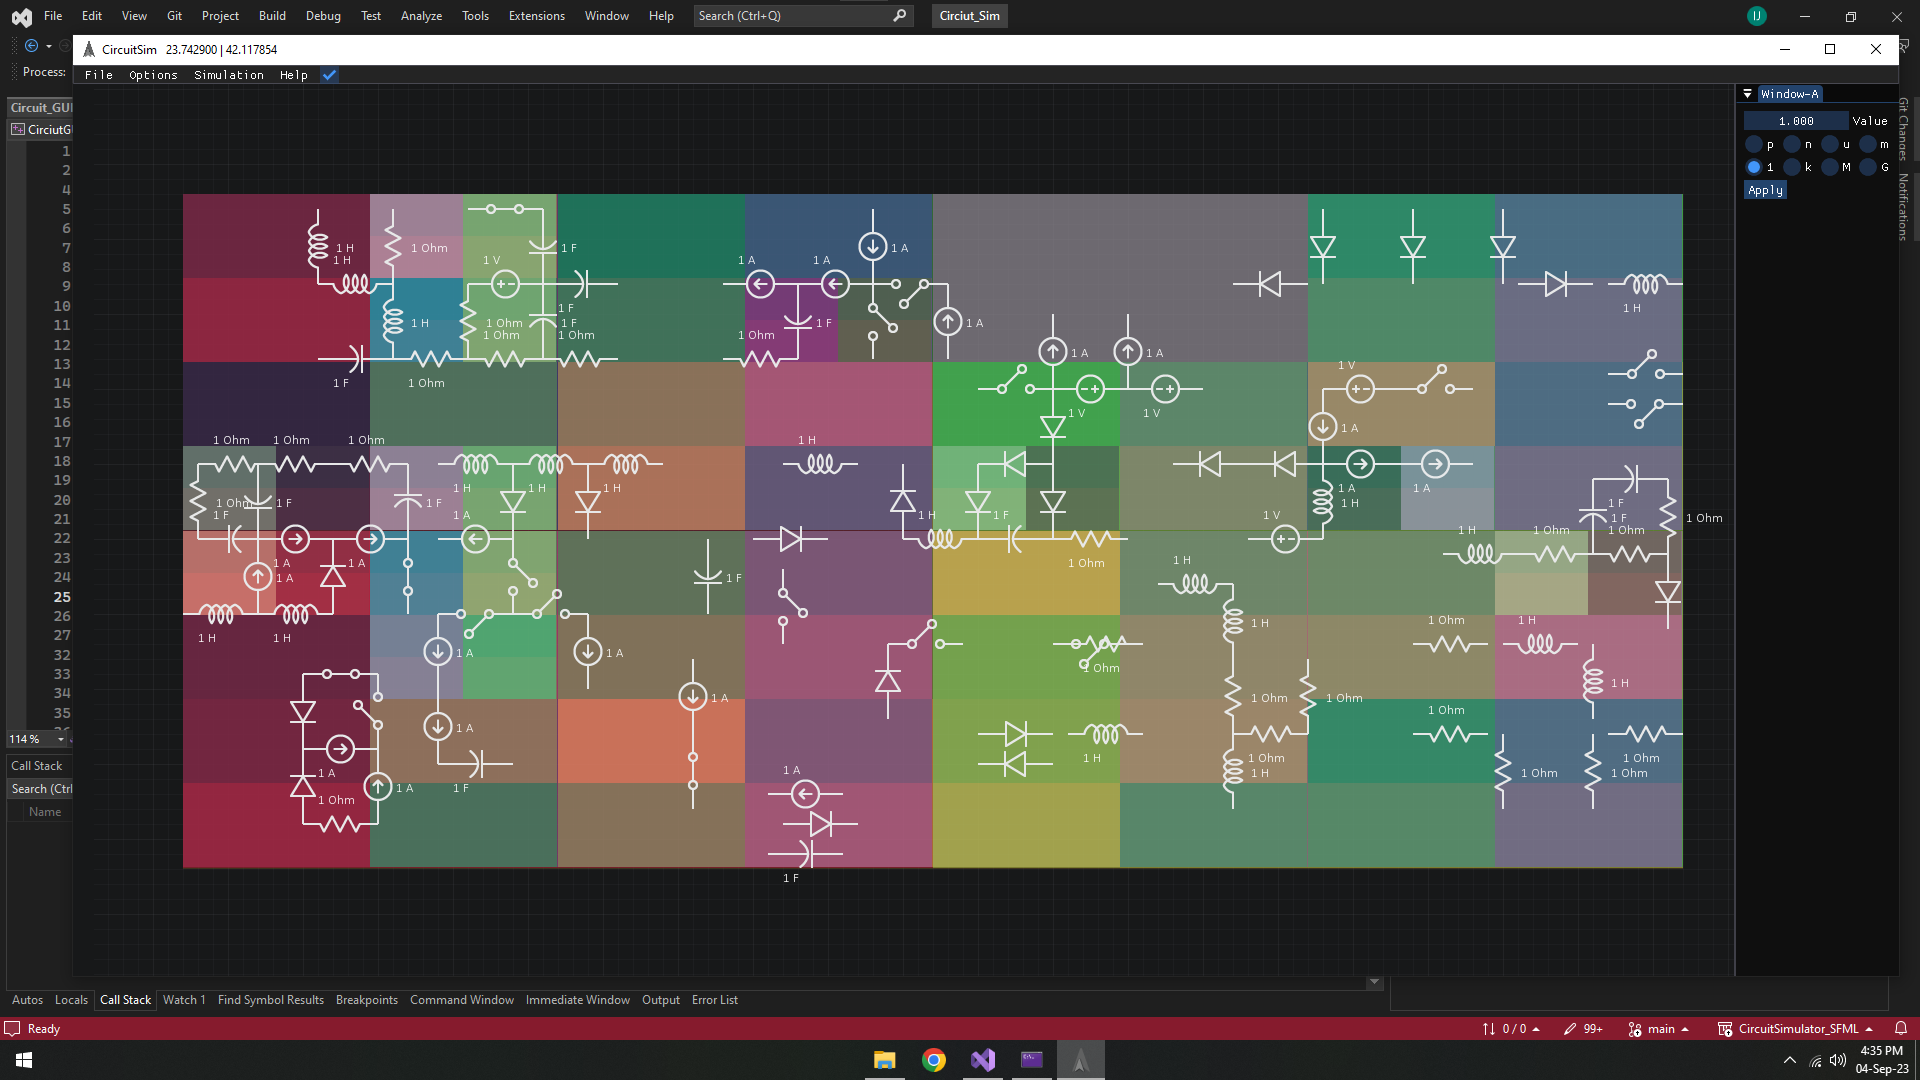 File Edit View Git Project Build Debug Test Analyze Tools Extensions Window Help Search (Ctrl+Q) Circiut_Sim IJ
CircuitSim 23.742900 | 42.117854
Process:
File Options Simulation Help
Circuit_GUI
CirciutG
Window-A
1.000 Value
p n u m
1 k M G
Apply
Git Changes
Notifications
1
2
4
5
6
7
8
9
10
11
12
13
14
15
16
17
18
19
20
21
22
23
24
25
26
27
32
33
34
35
1 H
1 H
1 Ohm
1 V
1 F
1 A
1 A
1 A
1 H
1 Ohm
1 Ohm
1 F
1 F
1 Ohm
1 Ohm
1 F
1 A
1 H
1 F
1 Ohm
1 A
1 A
1 V
1 V
1 V
1 A
1 Ohm
1 Ohm
1 Ohm
1 H
1 Ohm
1 F
1 F
1 F
1 A
1 H
1 H
1 H
1 H
1 F
1 A
1 H
1 A
1 V
1 F
1 F
1 Ohm
1 H
1 Ohm
1 Ohm
1 A
1 A
1 A
1 F
1 Ohm
1 H
1 H
1 H
1 A
1 A
1 H
1 Ohm
1 Ohm
1 H
1 H
1 A
1 Ohm
1 Ohm
1 Ohm
1 A
1 A
1 Ohm
1 A
1 F
1 A
1 H
1 Ohm
1 H
1 Ohm
1 Ohm
1 Ohm
1 F
114 %
Call Stack
Search (Ctrl
Name
Autos Locals Call Stack Watch 1 Find Symbol Results Breakpoints Command Window Immediate Window Output Error List
Ready 0 / 0 99+ main CircuitSimulator_SFML
4:35 PM
04-Sep-23